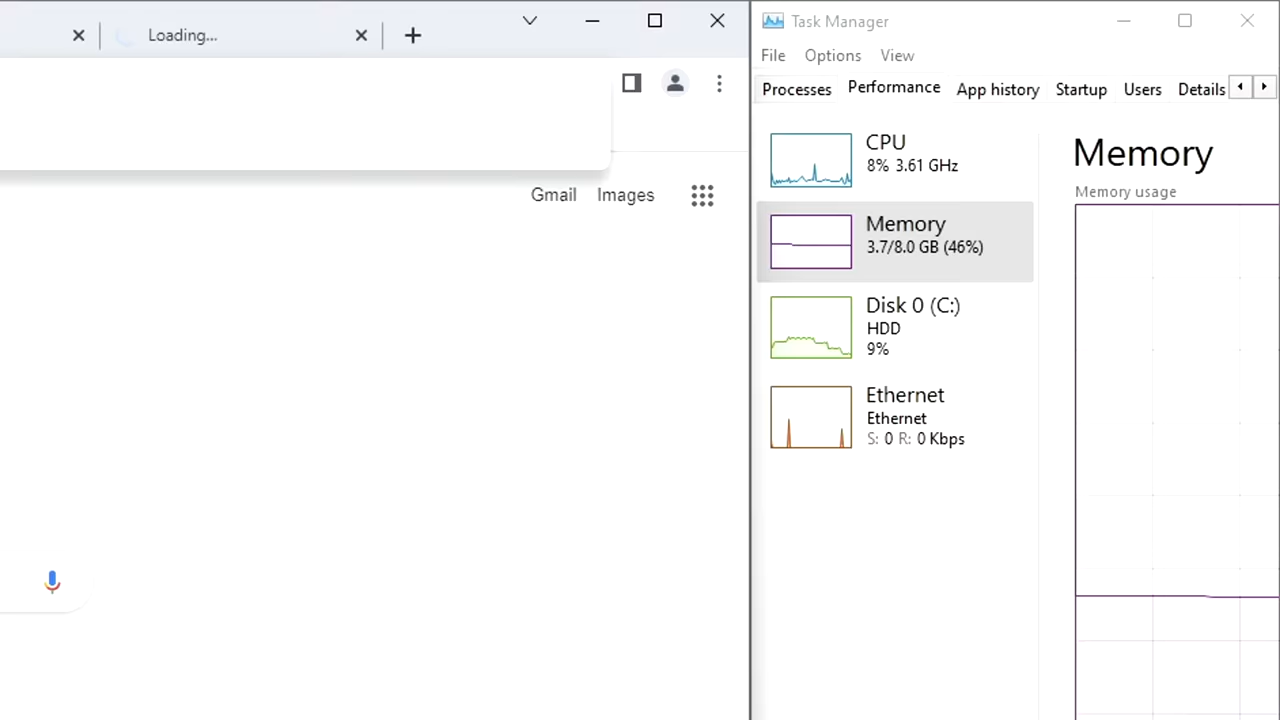 Loading...
Gmail Images
Task Manager
File Options View
Processes Performance App history Startup Users Details
CPU
8% 3.61 GHz
Memory
3.7/8.0 GB (46%)
Disk 0 (C:)
HDD
9%
Ethernet
Ethernet
S: 0 R: 0 Kbps
Memory
Memory usage